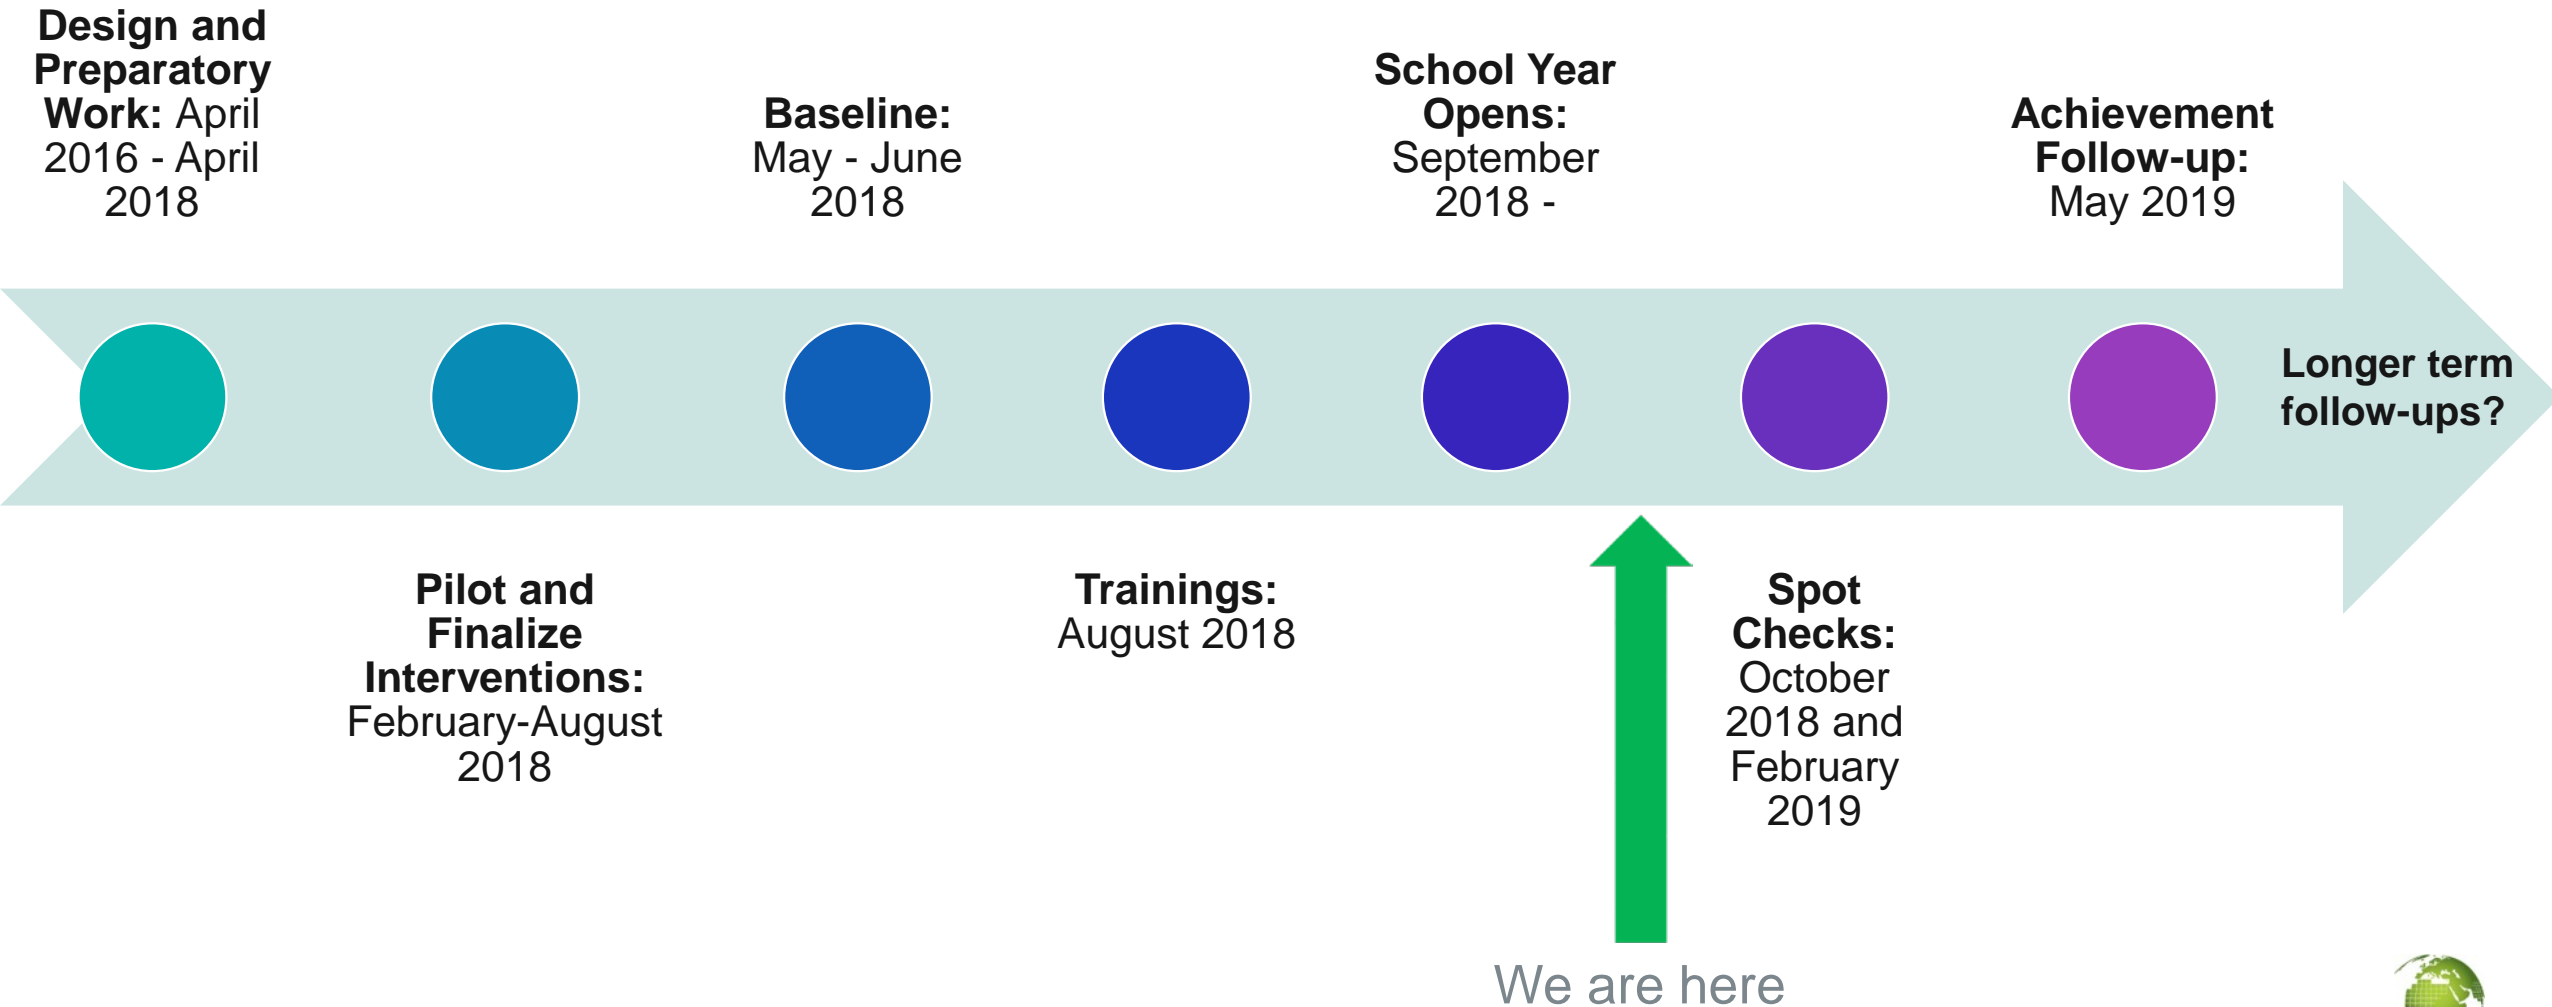 Design and
Preparatory
Work: April
2016 - April
2018
Baseline:
May - June
2018
School Year
Opens:
September
2018 -
Achievement
Follow-up:
May 2019
Longer term
follow-ups?
Pilot and
Finalize
Interventions:
February-August
2018
Trainings:
August 2018
Spot
Checks:
October
2018 and
February
2019
We are here